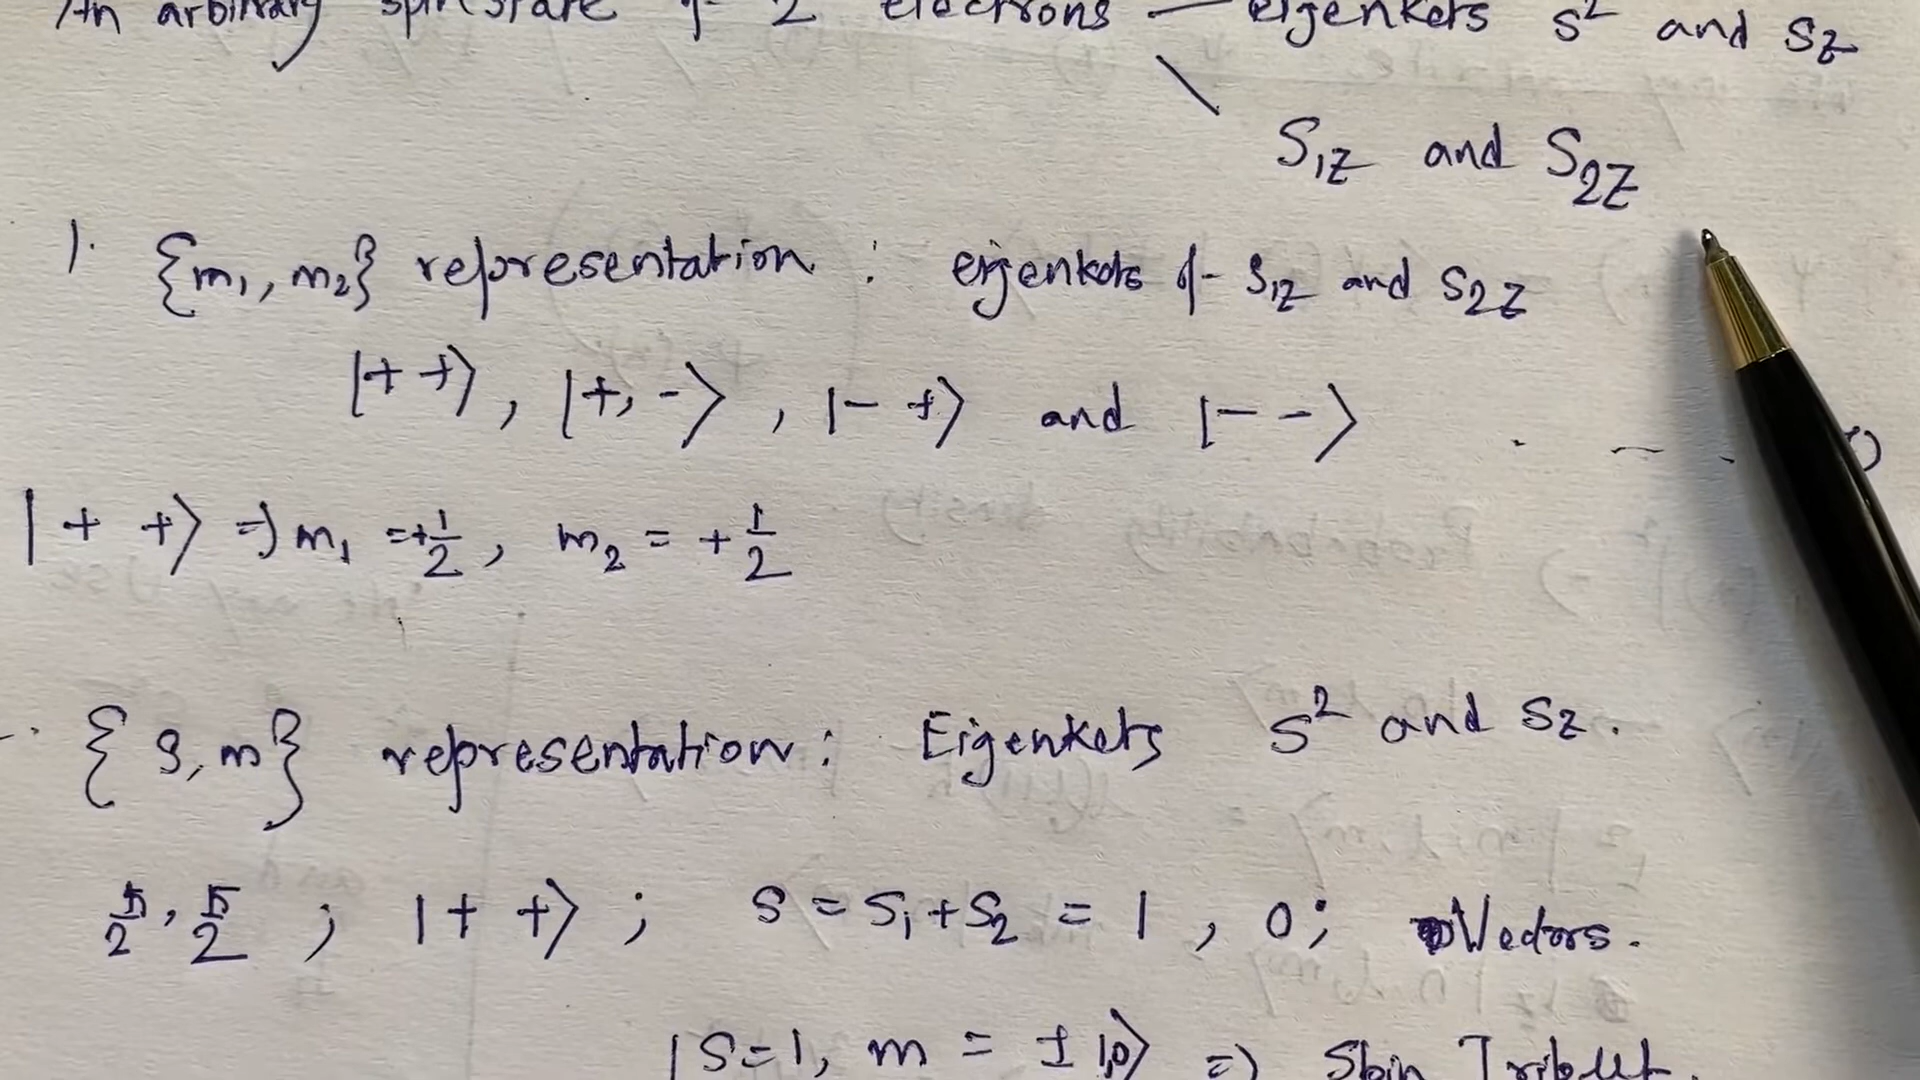 An arbitrary spin state of 2 electrons — eigenkets S² and Sz
S₁z and S₂z
1. {m₁, m₂} representation : eigenkets of S₁z and S₂z
|+ +⟩, |+, -⟩, |- +⟩ and |- -⟩
|+ +⟩ ⇒ m₁ = +1/2, m₂ = +1/2
{s, m} representation: Eigenkets S² and Sz.
ħ/2, ħ/2 ; |+ +⟩ ; S = S₁ + S₂ = 1, 0; Vectors.
|S=1, m = ±1,0⟩ ⇒ Spin Triplet.